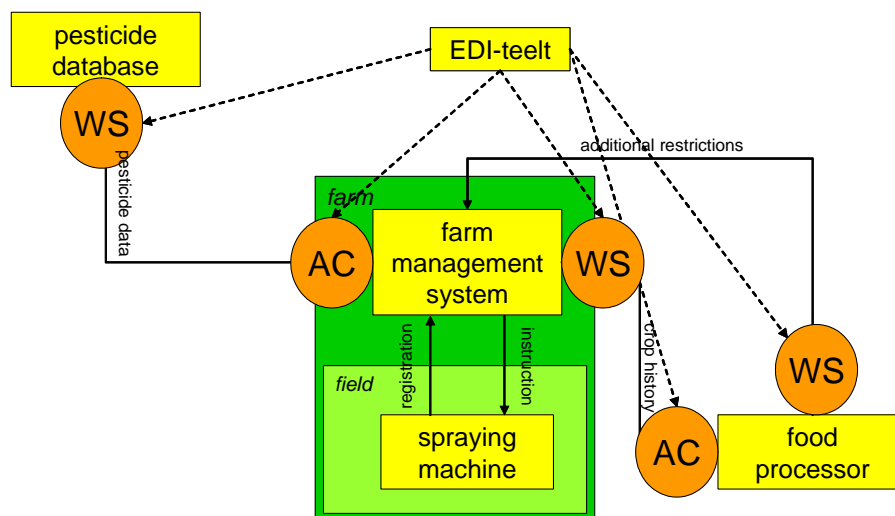 pesticide
database
EDI-teelt
WS
additional restrictions
pesticide data
farm
farm
management
system
AC
WS
registration
instruction
crop history
WS
field
spraying
machine
AC
food
processor